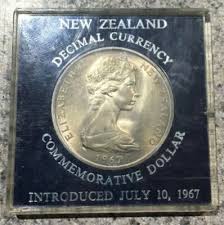 NEW ZEALAND
DECIMAL CURRENCY
ELIZABETH II NEW ZEALAND
1967
COMMEMORATIVE DOLLAR
INTRODUCED JULY 10, 1967